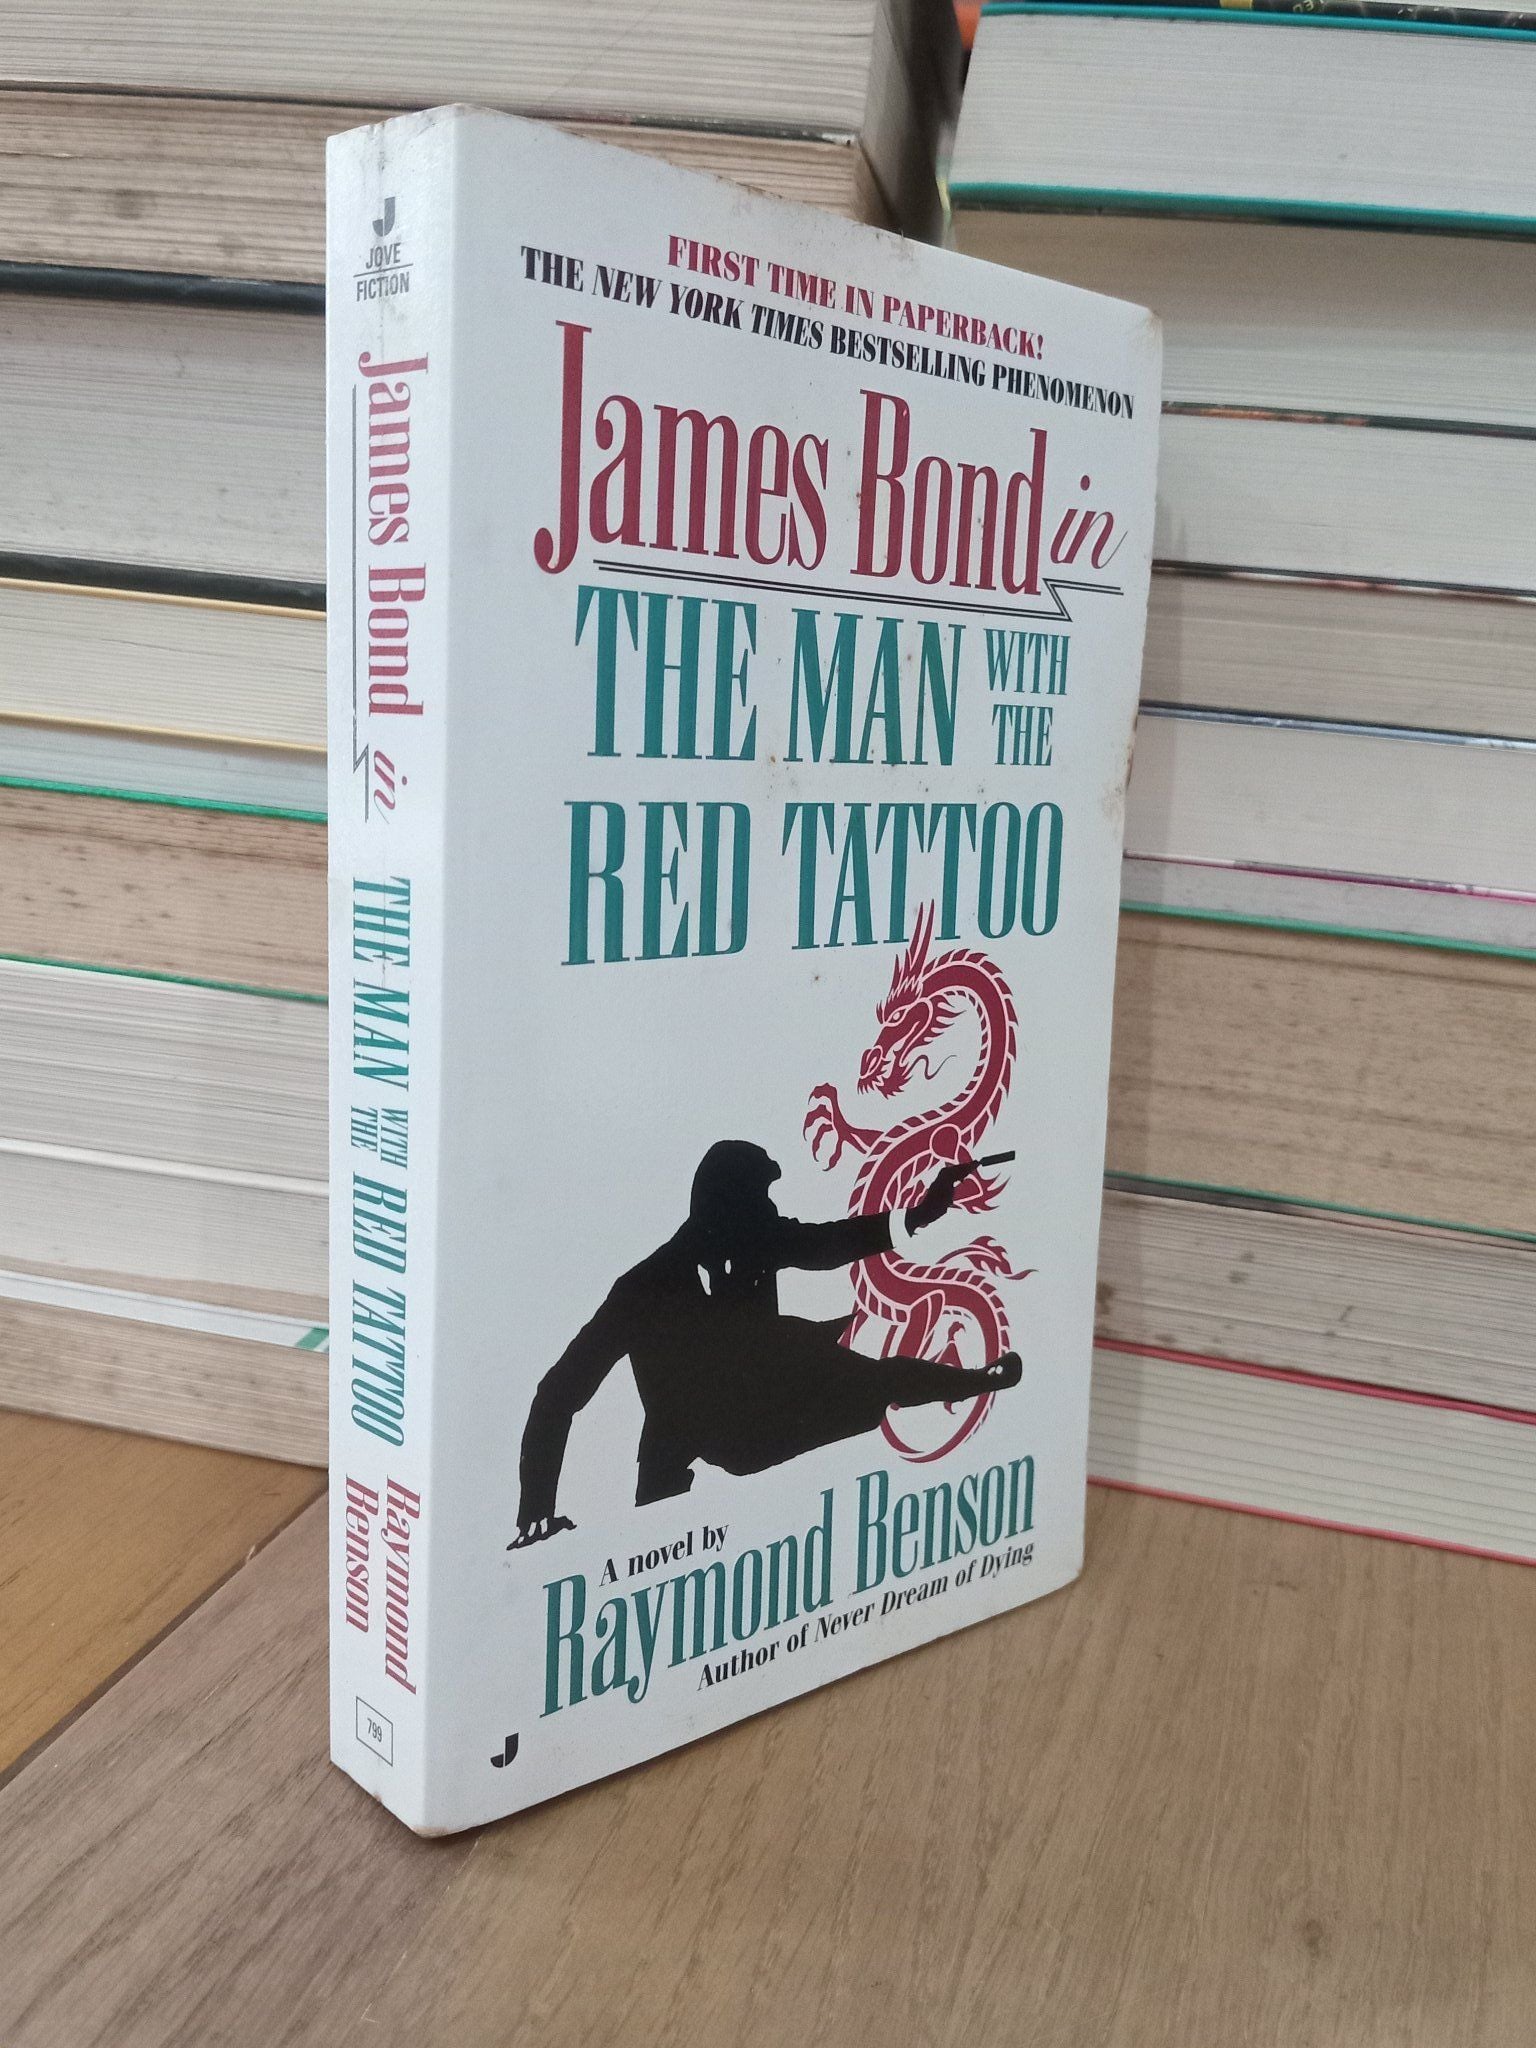 J
JOVE
FICTION
James Bond in
THE MAN WITH THE RED TATTOO
Raymond
Benson
799
FIRST TIME IN PAPERBACK!
THE NEW YORK TIMES BESTSELLING PHENOMENON
James Bond in
THE MAN WITH
THE
RED TATTOO
A novel by
Raymond Benson
Author of Never Dream of Dying
J